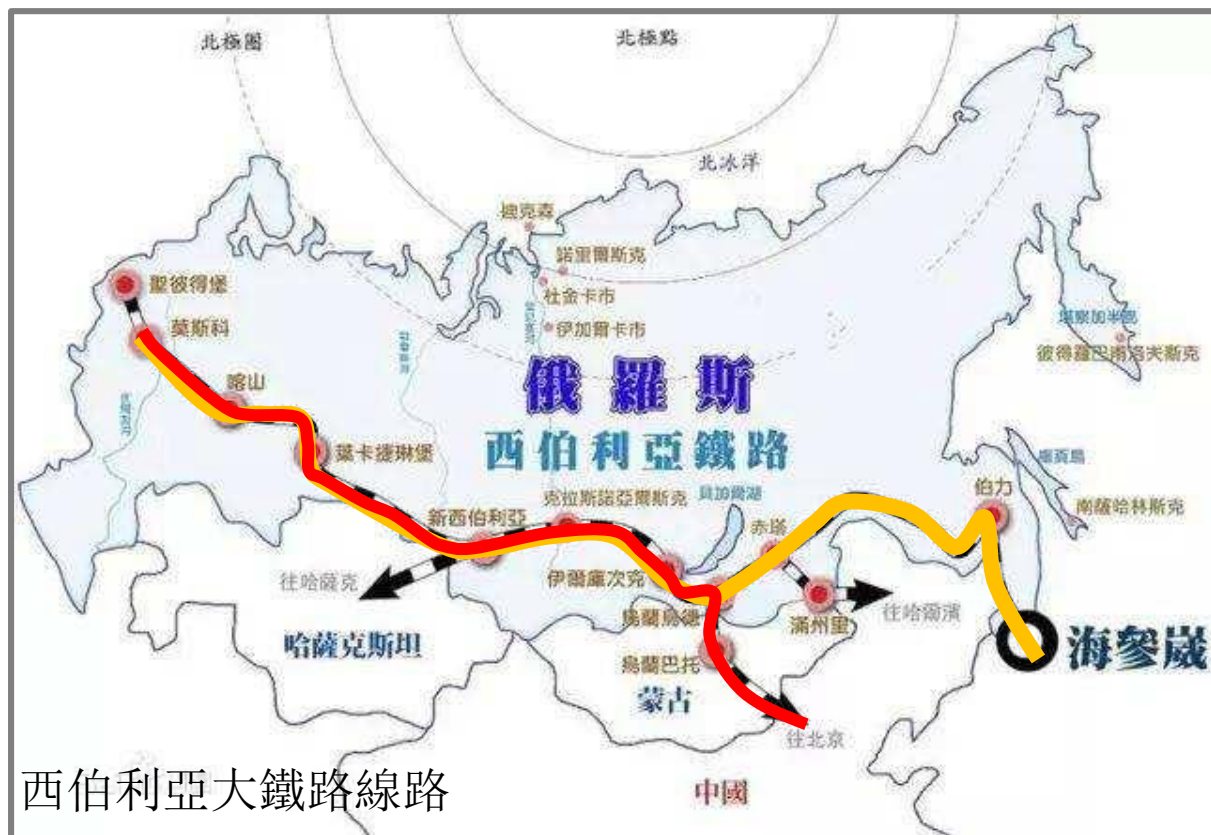 北極圈
北極點
北冰洋
迪克森
諾里爾斯克
杜金卡市
伊加爾卡市
聖彼得堡
莫斯科
喀山
葉卡捷琳堡
俄羅斯
西伯利亞鐵路
堪察加半島
彼得羅巴甫洛夫斯克
克拉斯諾亞爾斯克
貝加爾湖
新西伯利亞
赤塔
伯力
庫頁島
南薩哈林斯克
往哈薩克
伊爾庫次克
烏蘭烏德
滿州里
往哈爾濱
哈薩克斯坦
烏蘭巴托
蒙古
海參崴
往北京
中國
西伯利亞大鐵路線路